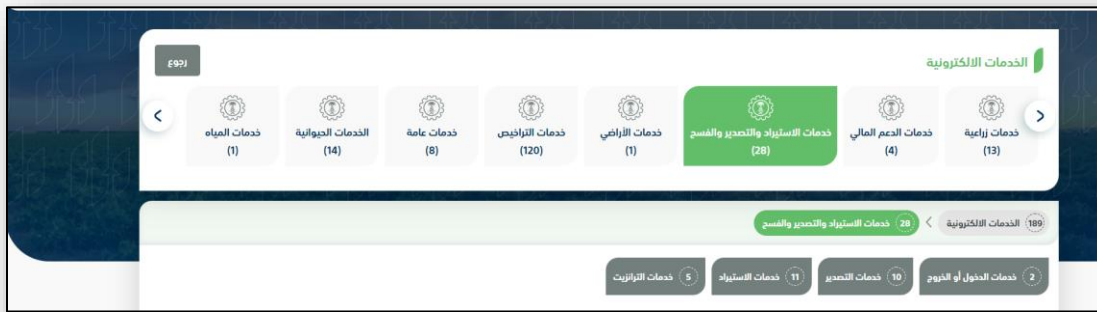 الخدمات الالكترونية
رجوع
خدمات زراعية
(13)
خدمات الدعم المالي
(4)
خدمات الاستيراد والتصدير والفسح
(28)
خدمات الأراضي
(1)
خدمات التراخيص
(120)
خدمات عامة
(8)
الخدمات الحيوانية
(14)
خدمات المياه
(1)
189 الخدمات الالكترونية
28 خدمات الاستيراد والتصدير والفسح
2 خدمات الدخول أو الخروج
10 خدمات التصدير
11 خدمات الاستيراد
5 خدمات الترانزيت